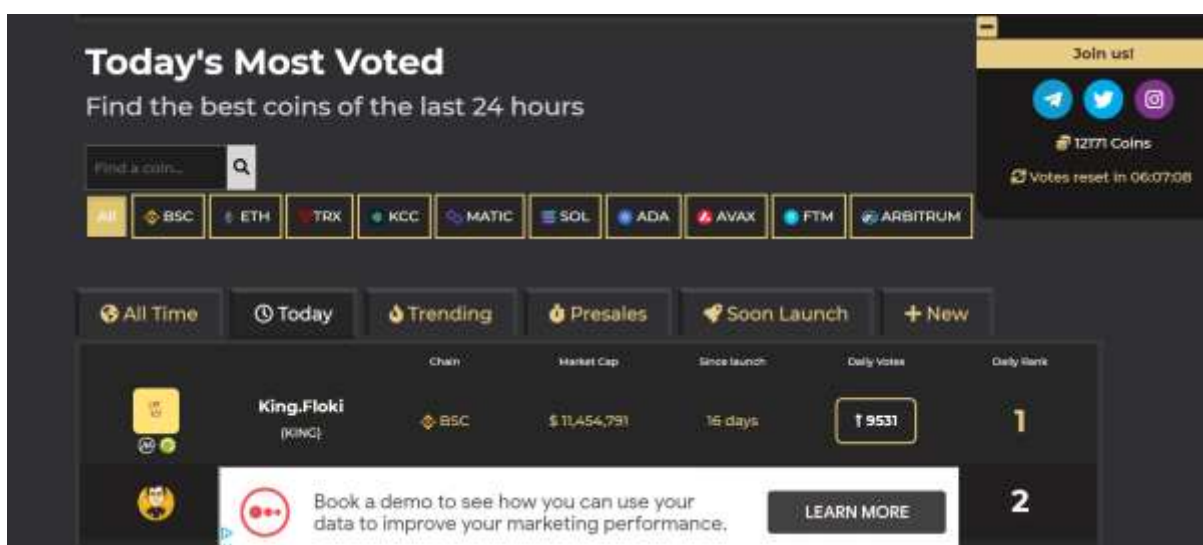 Today's Most Voted
Find the best coins of the last 24 hours
Join us!
12171 Coins
Votes reset in 06:07:08
Find a coin...
All BSC ETH TRX KCC MATIC SOL ADA AVAX FTM ARBITRUM
All Time Today Trending Presales Soon Launch + New
Chain Market Cap Since launch Daily Votes Daily Rank
King.Floki
(KING)
BSC $ 11,454,791 16 days ↑ 9531 1
Book a demo to see how you can use your
data to improve your marketing performance.
LEARN MORE
2